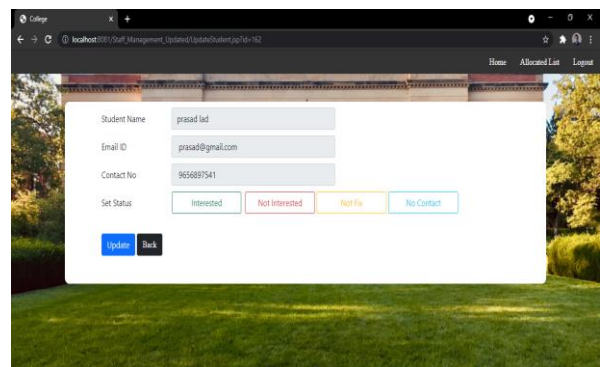 College
localhost:8081/Staff_Management_Updated/UpdateStudent.jsp?id=162
Home Allocated List Logout
Student Name prasad lad
Email ID prasad@gmail.com
Contact No 9656897541
Set Status Interested Not Interested Not Fix No Contact
Update Back